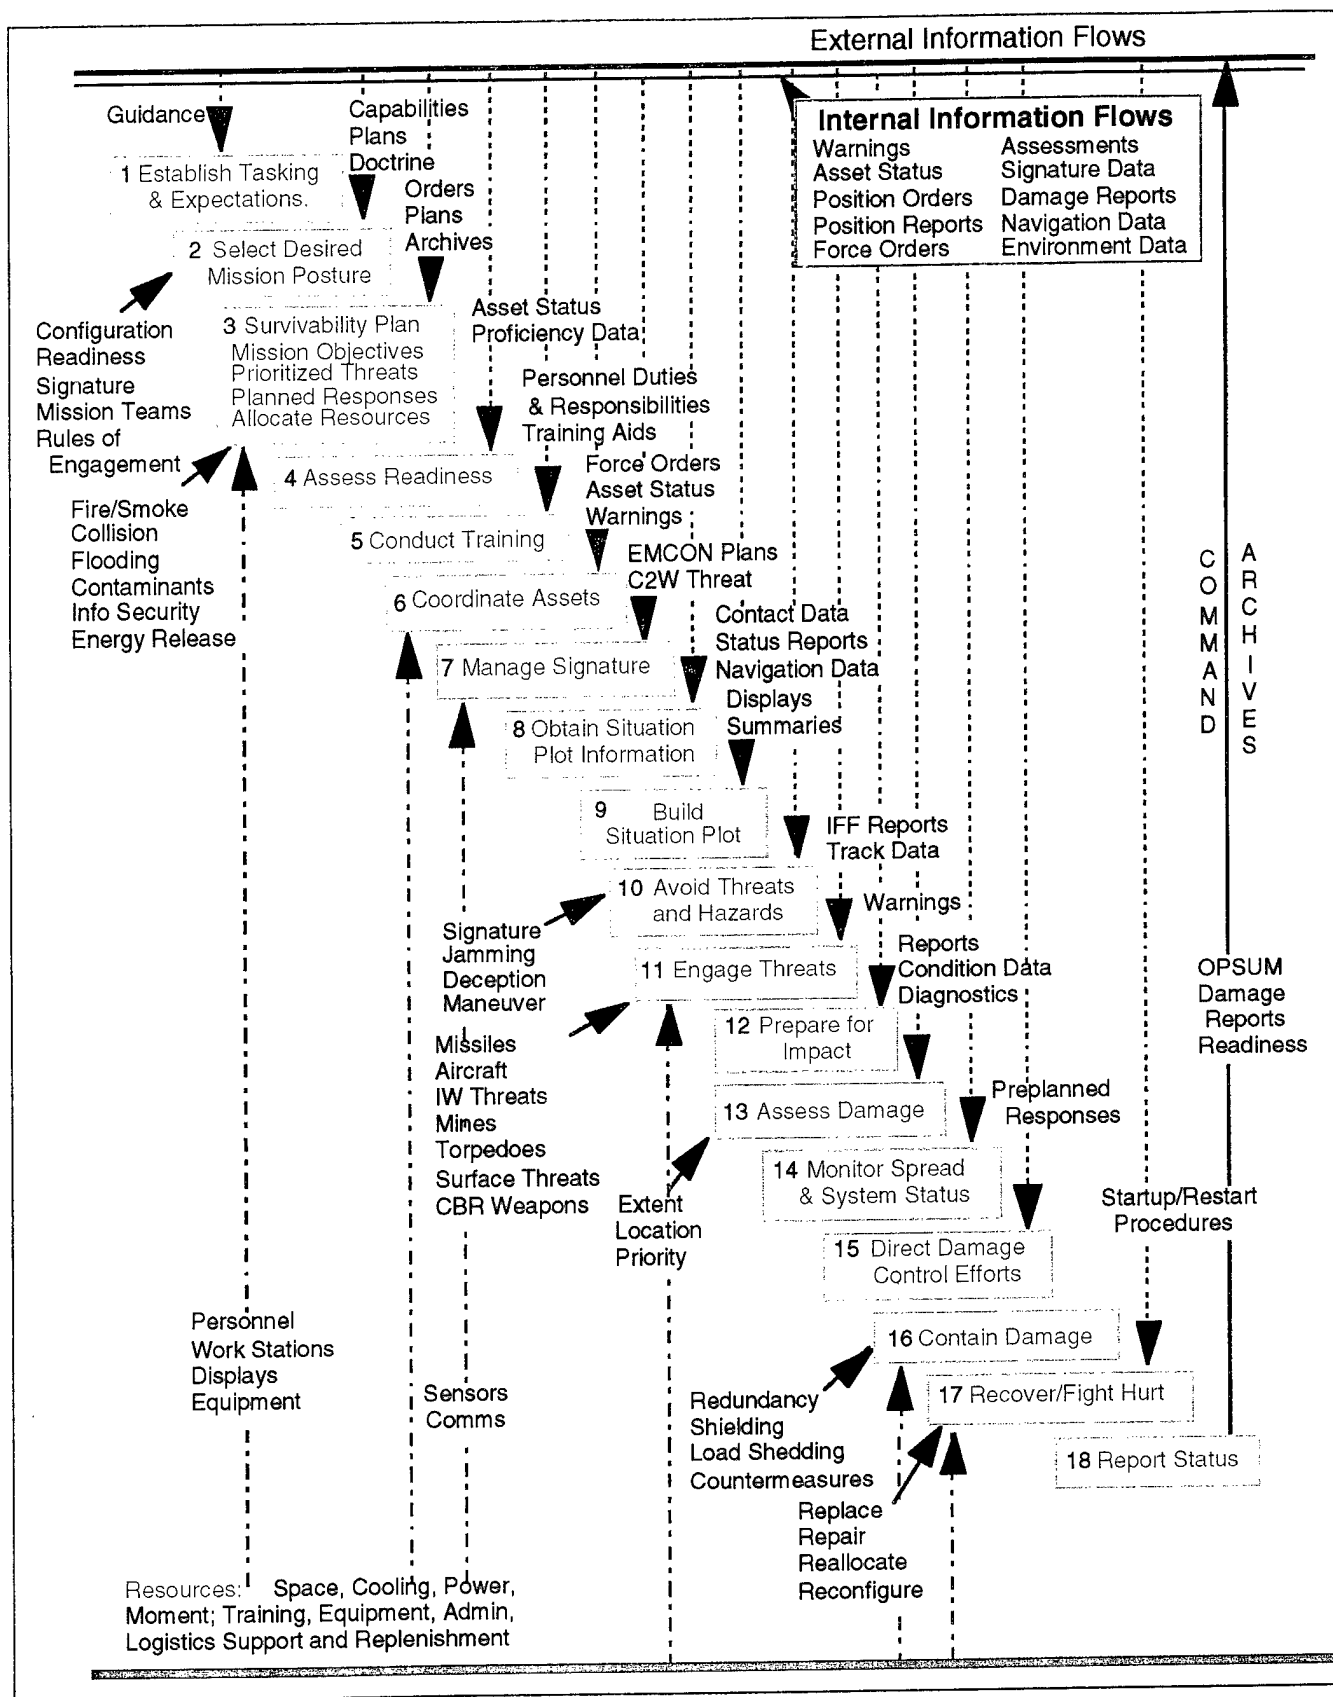 External Information Flows
Guidance
Capabilities
Plans
Doctrine
Orders
Plans
Archives
Internal Information Flows
Warnings Assessments
Asset Status Signature Data
Position Orders Damage Reports
Position Reports Navigation Data
Force Orders Environment Data
1 Establish Tasking
& Expectations.
2 Select Desired
Mission Posture
Configuration
Readiness
Signature
Mission Teams
Rules of
Engagement
3 Survivability Plan
Mission Objectives
Prioritized Threats
Planned Responses
Allocate Resources
Asset Status
Proficiency Data
Personnel Duties
& Responsibilities
Training Aids
4 Assess Readiness
Force Orders
Asset Status
Warnings
Fire/Smoke
Collision
Flooding
Contaminants
Info Security
Energy Release
5 Conduct Training
EMCON Plans
C2W Threat
6 Coordinate Assets
Contact Data
Status Reports
Navigation Data
Displays
Summaries
7 Manage Signature
8 Obtain Situation
Plot Information
COMMAND
ARCHIVES
9 Build
Situation Plot
IFF Reports
Track Data
10 Avoid Threats
and Hazards
Warnings
Signature
Jamming
Deception
Maneuver
11 Engage Threats
Reports
Condition Data
Diagnostics
OPSUM
Damage
Reports
Readiness
12 Prepare for
Impact
Missiles
Aircraft
IW Threats
Mines
Torpedoes
Surface Threats
CBR Weapons
13 Assess Damage
Preplanned
Responses
14 Monitor Spread
& System Status
Extent
Location
Priority
Startup/Restart
Procedures
15 Direct Damage
Control Efforts
Personnel
Work Stations
Displays
Equipment
16 Contain Damage
Sensors
Comms
17 Recover/Fight Hurt
Redundancy
Shielding
Load Shedding
Countermeasures
18 Report Status
Replace
Repair
Reallocate
Reconfigure
Resources: Space, Cooling, Power,
Moment; Training, Equipment, Admin,
Logistics Support and Replenishment